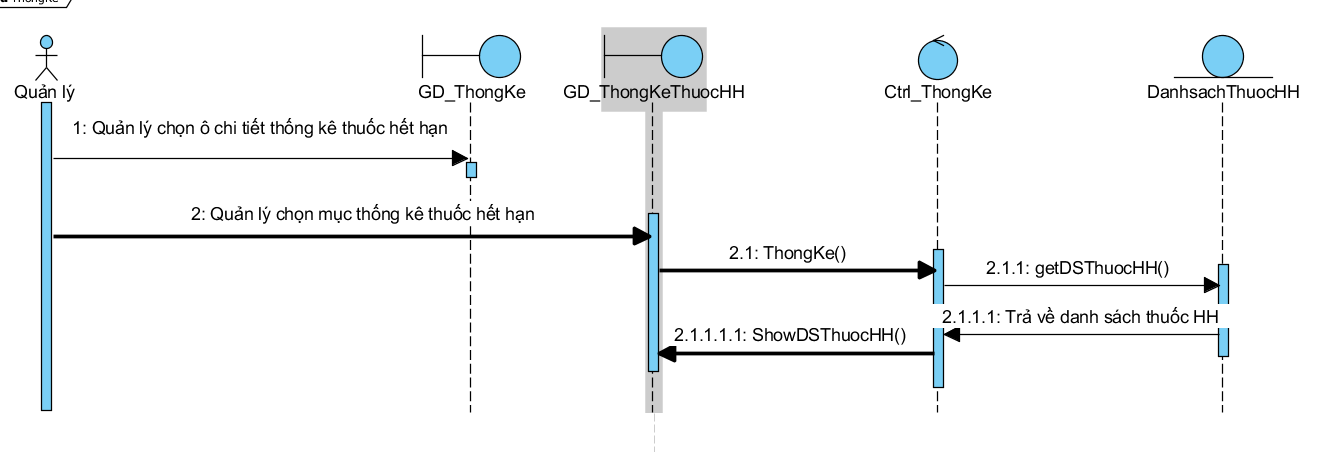 ThongKe
Quản lý
GD_ThongKe
GD_ThongKeThuocHH
Ctrl_ThongKe
DanhsachThuocHH
1: Quản lý chọn ô chi tiết thống kê thuốc hết hạn
2: Quản lý chọn mục thống kê thuốc hết hạn
2.1: ThongKe()
2.1.1: getDSThuocHH()
2.1.1.1: Trả về danh sách thuốc HH
2.1.1.1.1: ShowDSThuocHH()